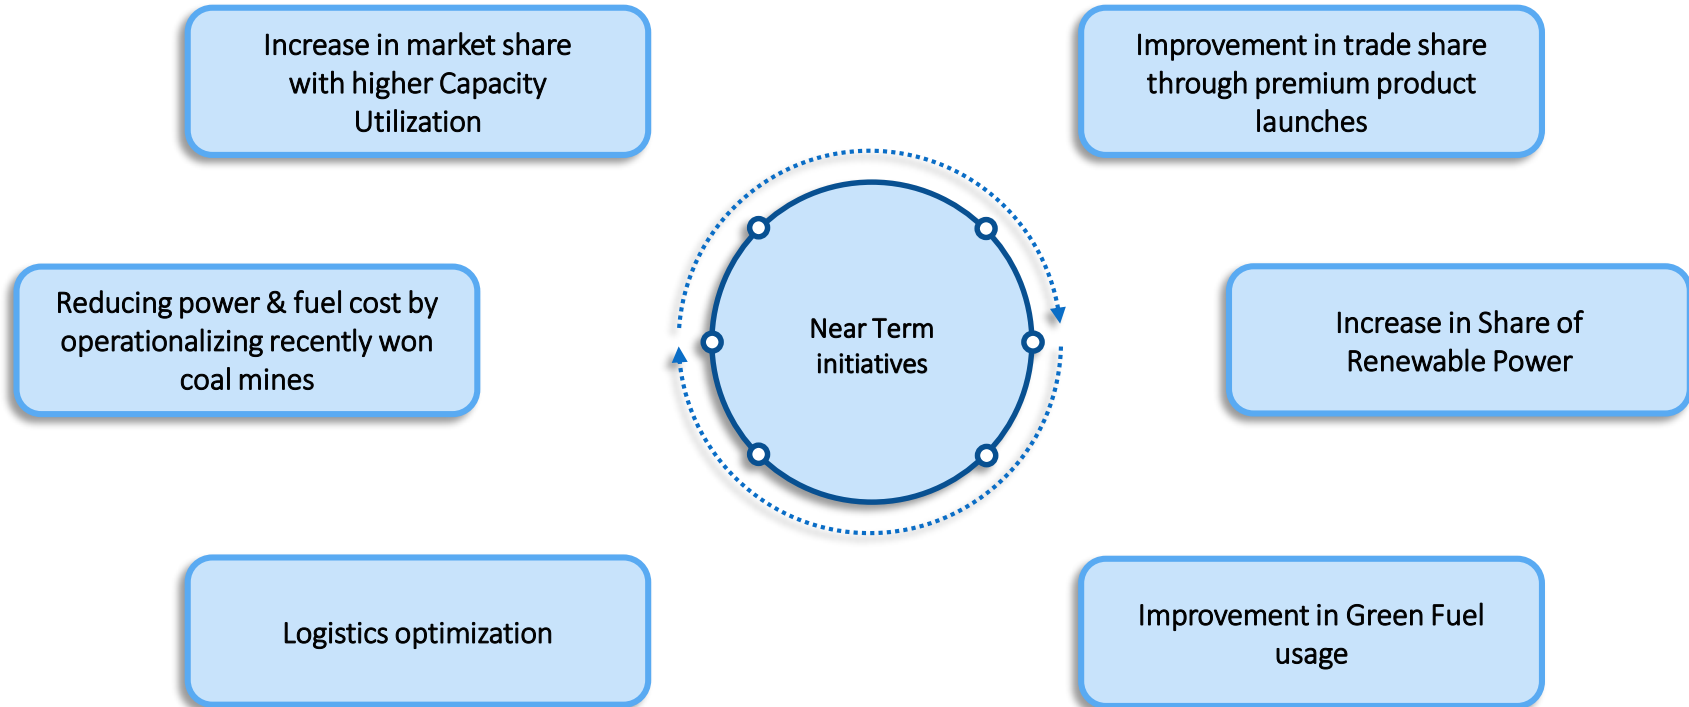 Increase in market share
with higher Capacity
Utilization
Improvement in trade share
through premium product
launches
Reducing power & fuel cost by
operationalizing recently won
coal mines
Near Term
initiatives
Increase in Share of
Renewable Power
Logistics optimization
Improvement in Green Fuel
usage